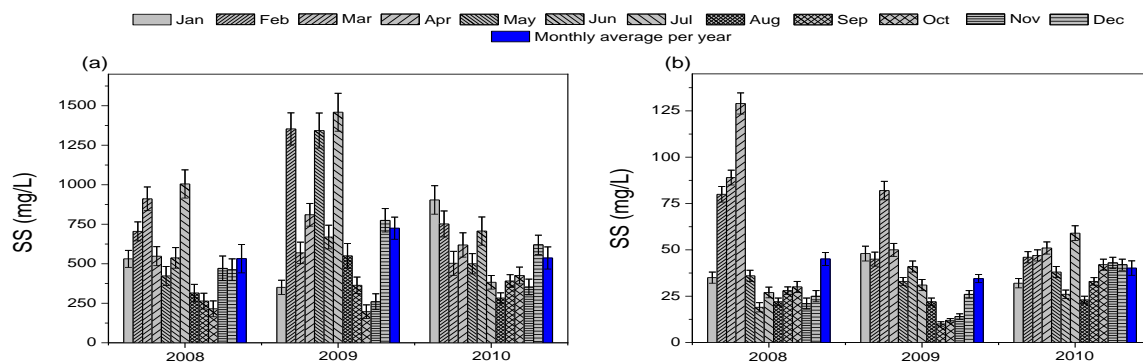 Jan Feb Mar Apr May Jun Jul Aug Sep Oct Nov Dec
Monthly average per year
(a)
SS (mg/L)
1500
1250
1000
750
500
250
0
2008 2009 2010
(b)
SS (mg/L)
125
100
75
50
25
0
2008 2009 2010